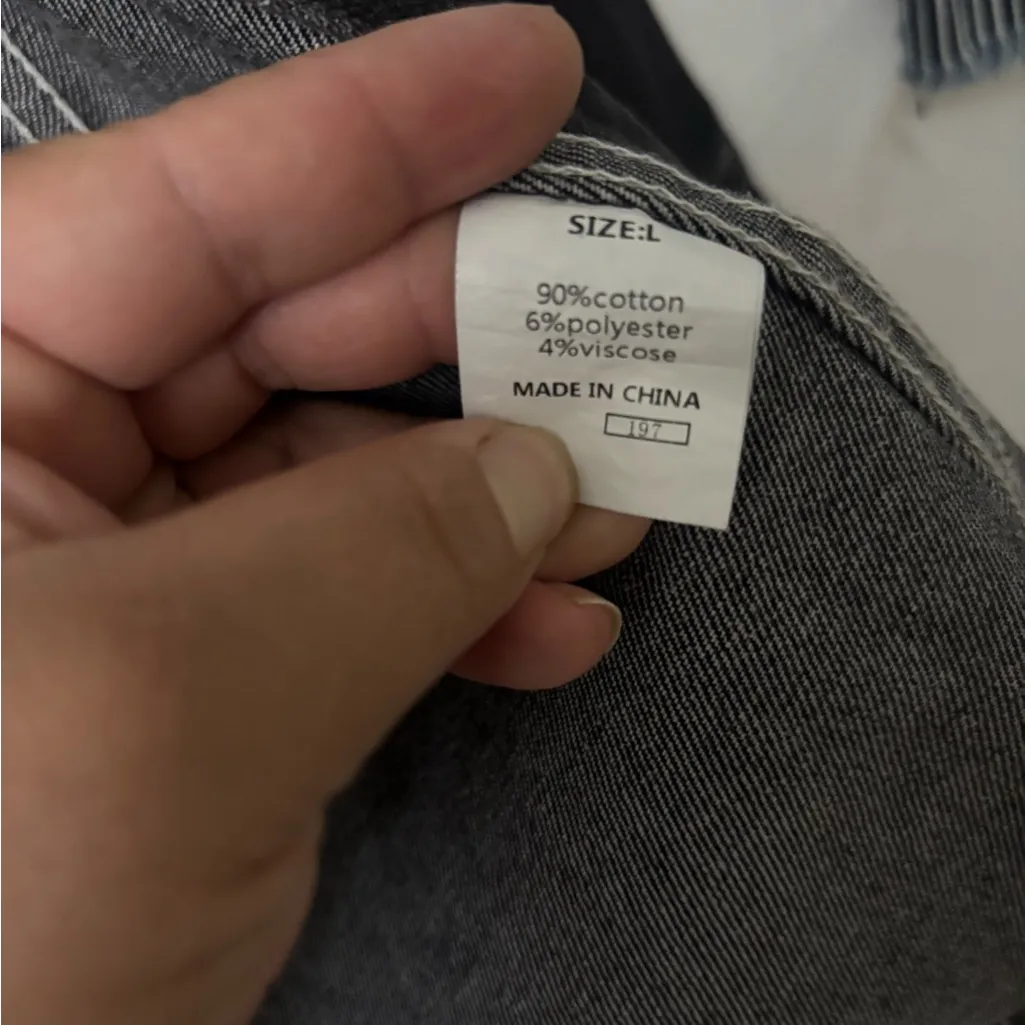 SIZE:L
90%cotton
6%polyester
4%viscose
MADE IN CHINA
197